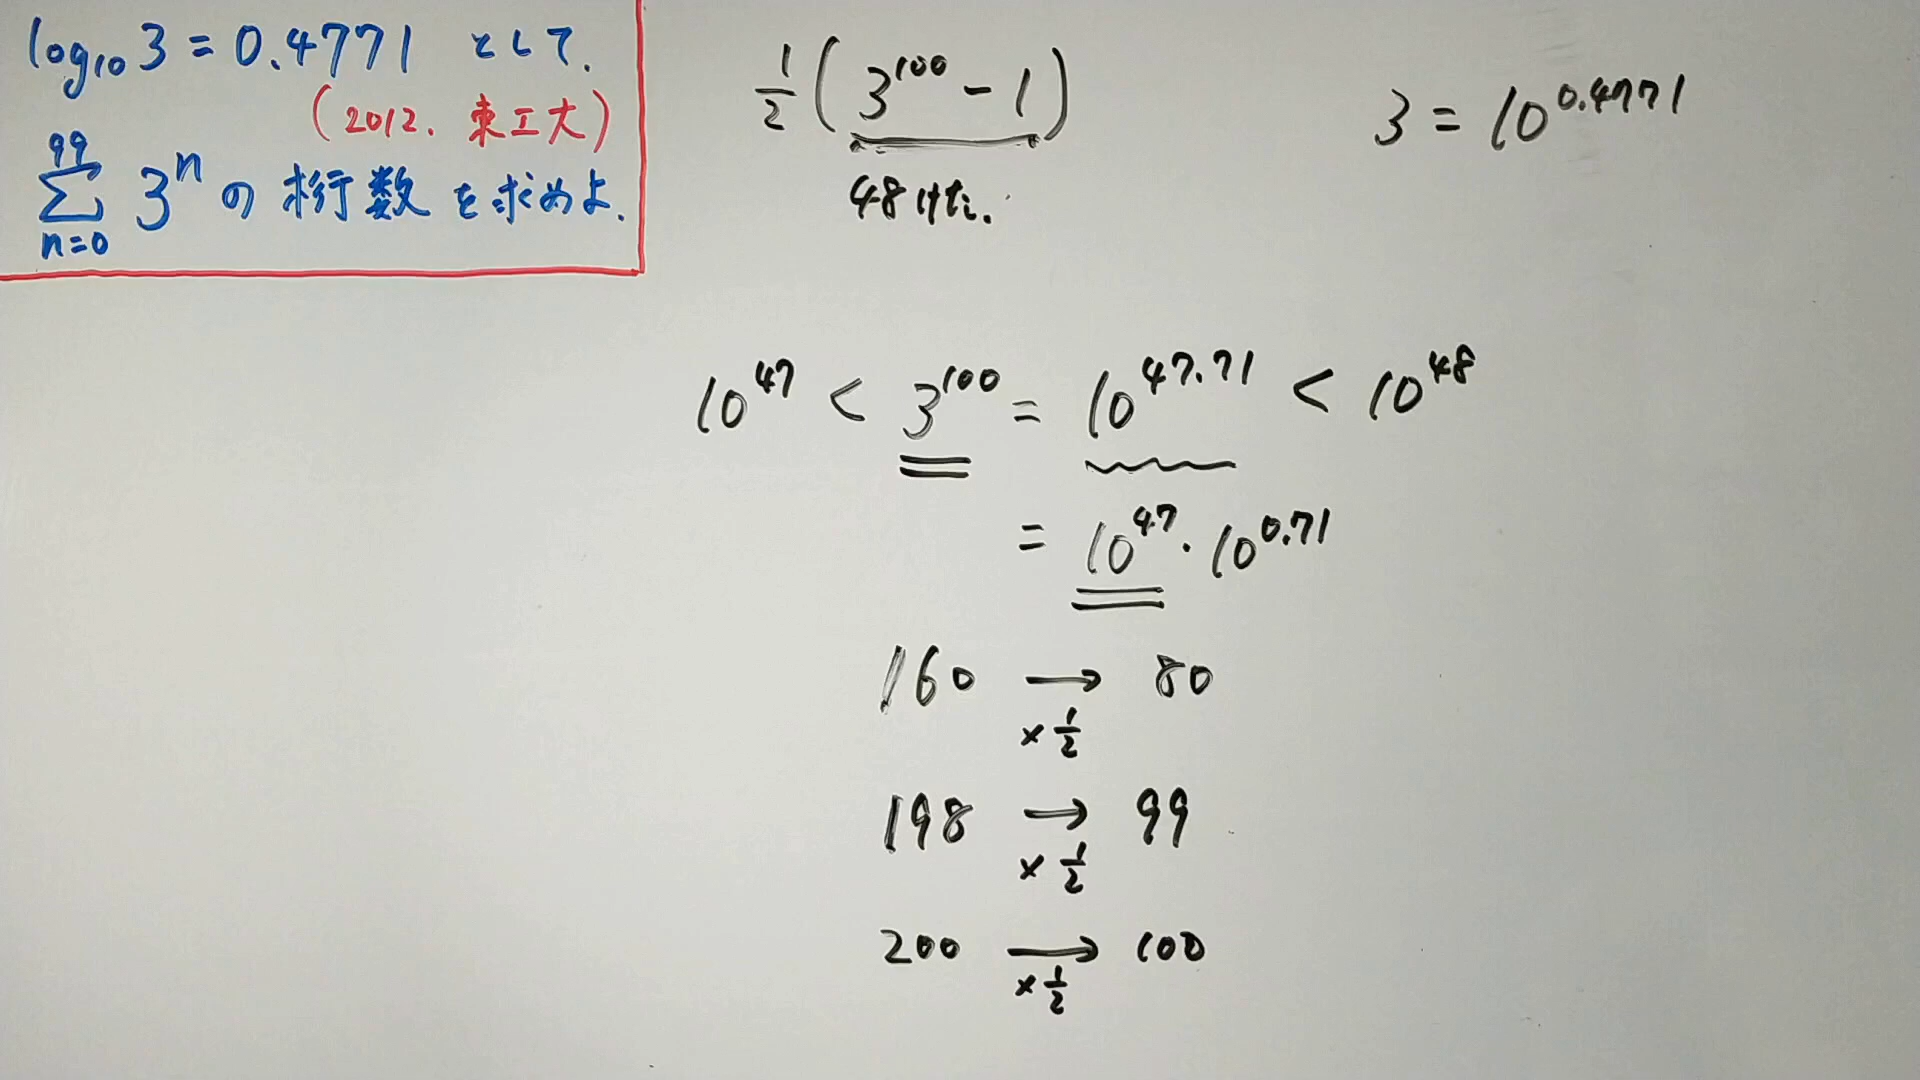 log₁₀3 = 0.4771 として.
(2012. 東工大)
∑_{n=0}^{99} 3ⁿ の桁数を求めよ.
1/2 (3¹⁰⁰ - 1)
48けた.
3 = 10^{0.4771}
10⁴⁷ < 3¹⁰⁰ = 10^{47.71} < 10⁴⁸
= 10⁴⁷ · 10^{0.71}
160 → 80
× 1/2
198 → 99
× 1/2
200 → 100
× 1/2